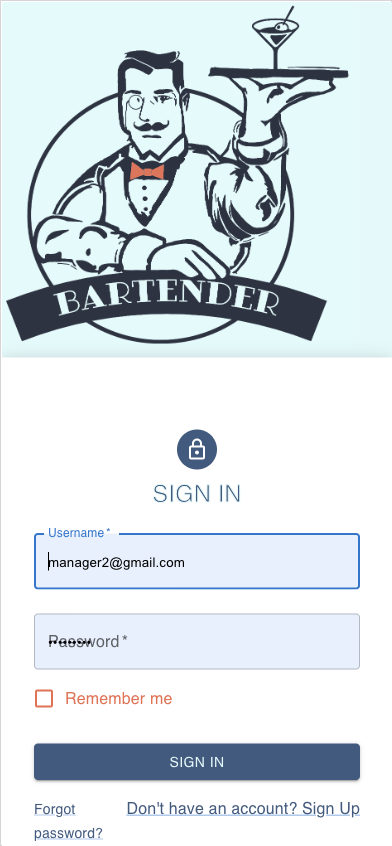 BARTENDER
SIGN IN
Username *
manager2@gmail.com
Password *
Remember me
SIGN IN
Forgot password?
Don't have an account? Sign Up